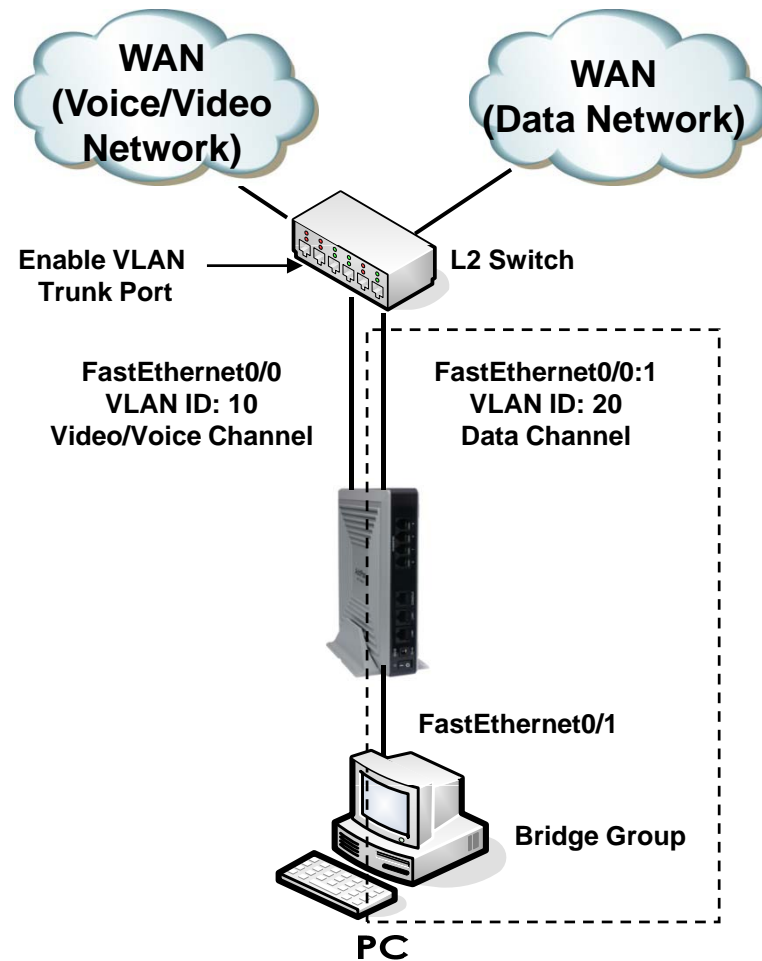 WAN
(Voice/Video
Network)
WAN
(Data Network)
Enable VLAN
Trunk Port
L2 Switch
FastEthernet0/0
VLAN ID: 10
Video/Voice Channel
FastEthernet0/0:1
VLAN ID: 20
Data Channel
FastEthernet0/1
Bridge Group
PC